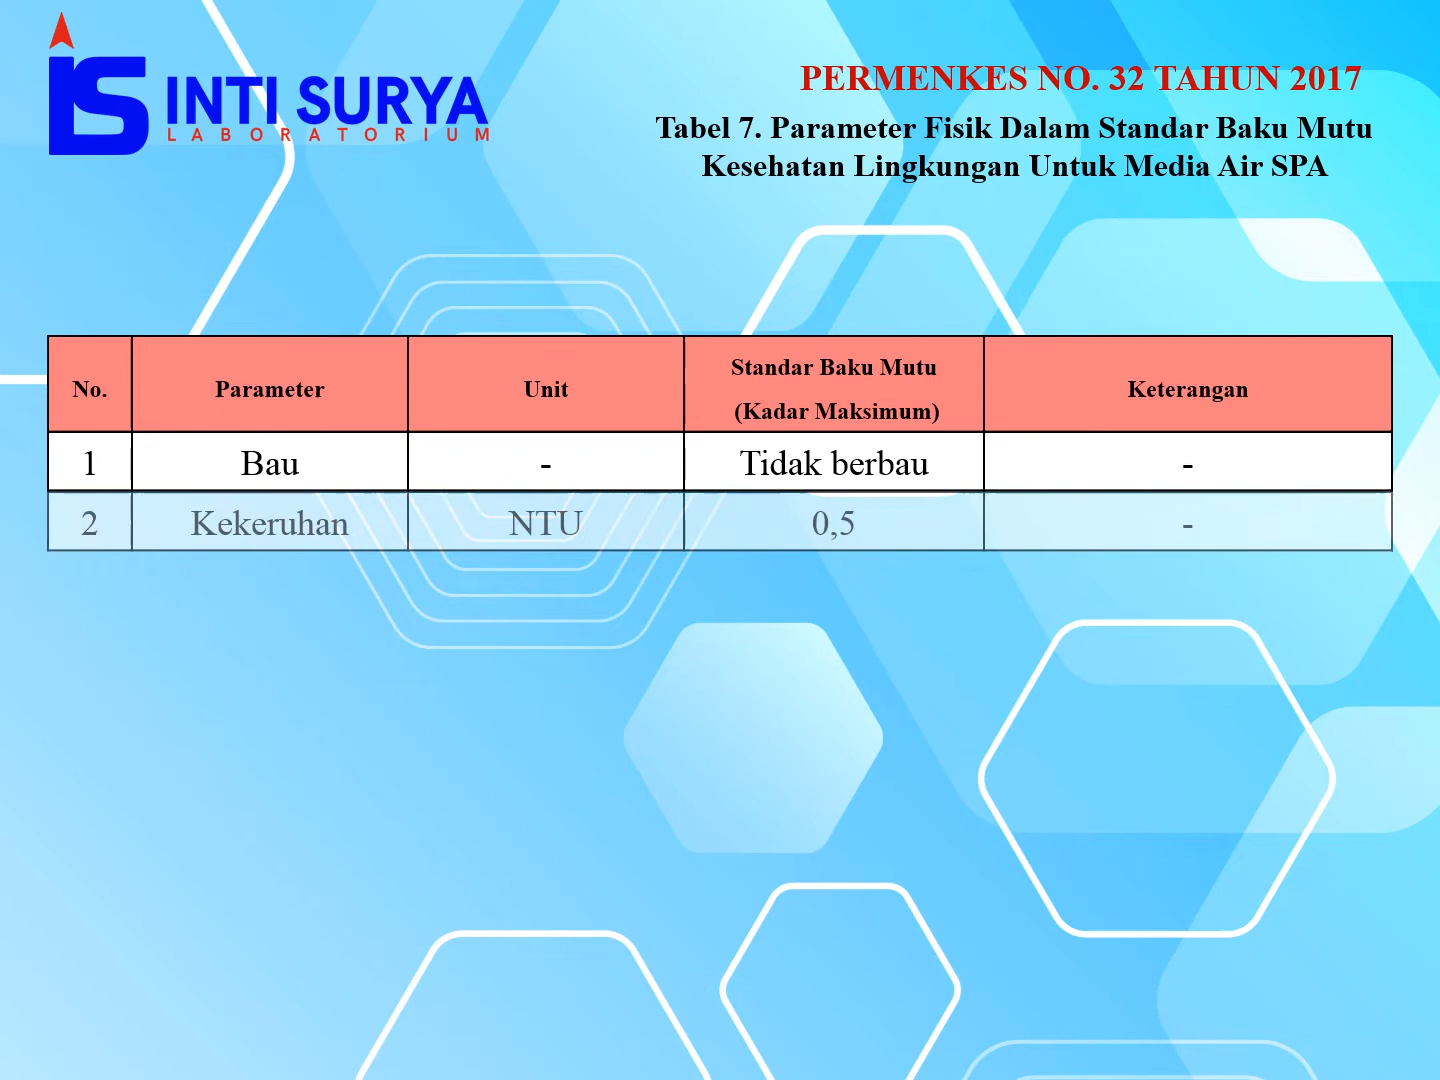 INTI SURYA
LABORATORIUM
PERMENKES NO. 32 TAHUN 2017
Tabel 7. Parameter Fisik Dalam Standar Baku Mutu
Kesehatan Lingkungan Untuk Media Air SPA
No. Parameter Unit Standar Baku Mutu (Kadar Maksimum) Keterangan
1 Bau - Tidak berbau -
2 Kekeruhan NTU 0,5 -